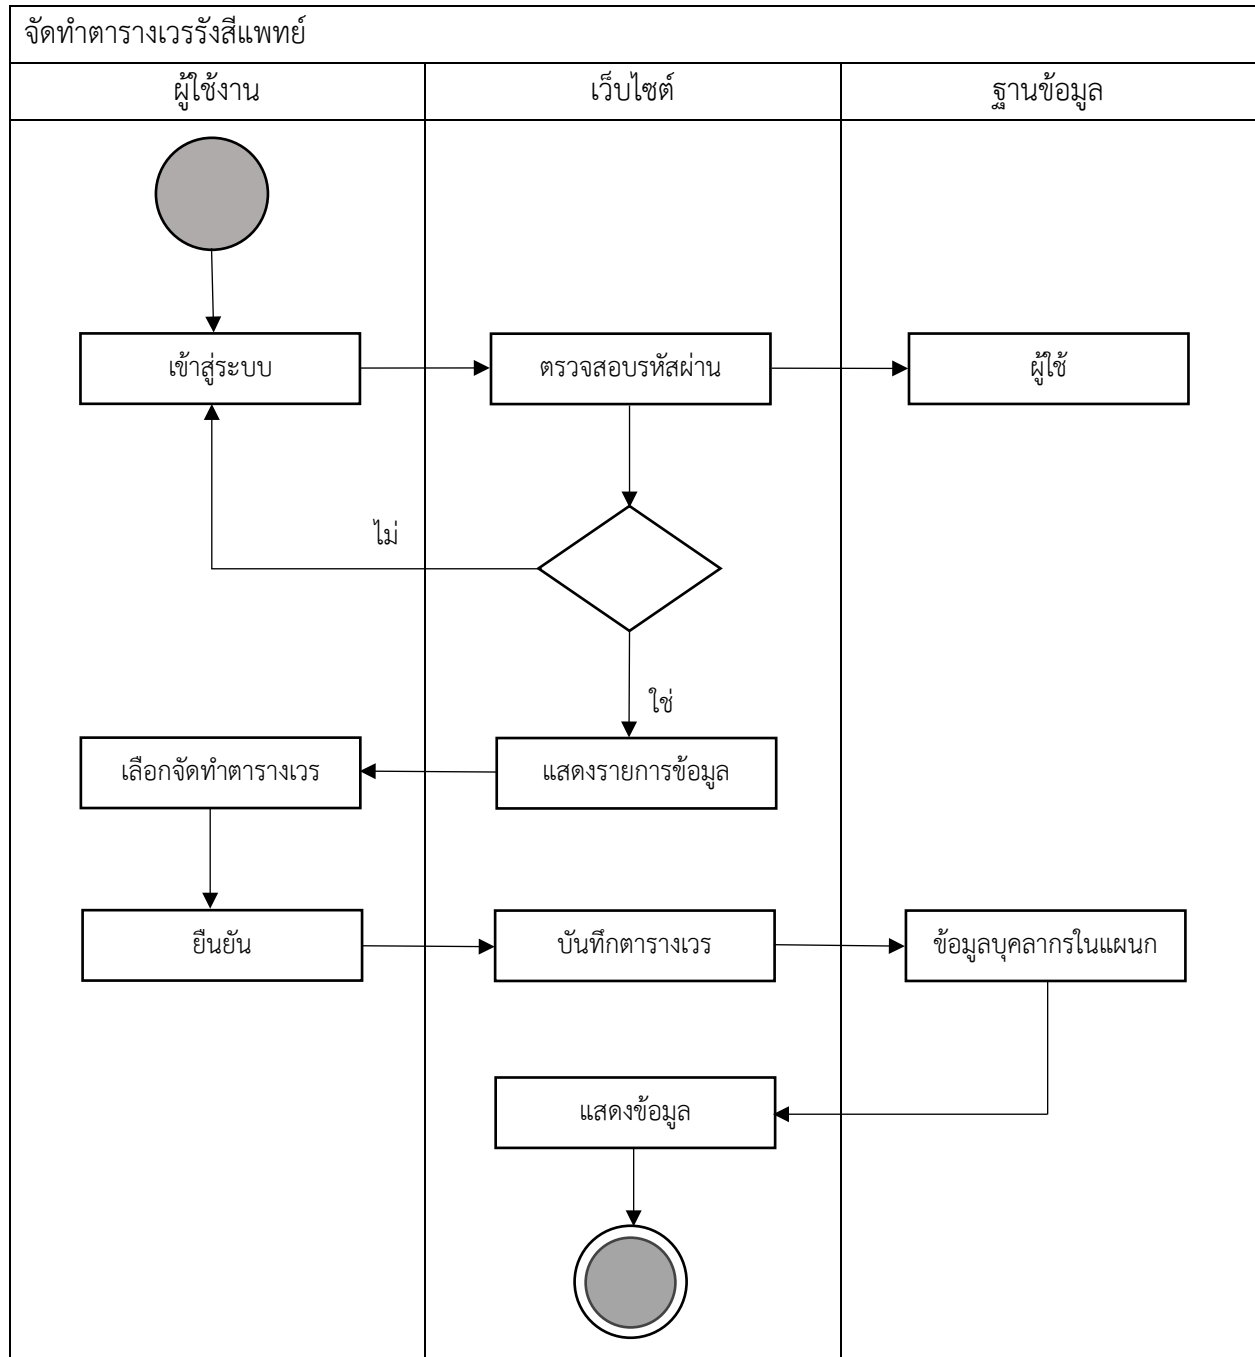 จัดทำตารางเวรรังสีแพทย์
ผู้ใช้งาน
เว็บไซต์
ฐานข้อมูล
เข้าสู่ระบบ
ตรวจสอบรหัสผ่าน
ผู้ใช้
ไม่
ใช่
เลือกจัดทำตารางเวร
แสดงรายการข้อมูล
ยืนยัน
บันทึกตารางเวร
ข้อมูลบุคลากรในแผนก
แสดงข้อมูล